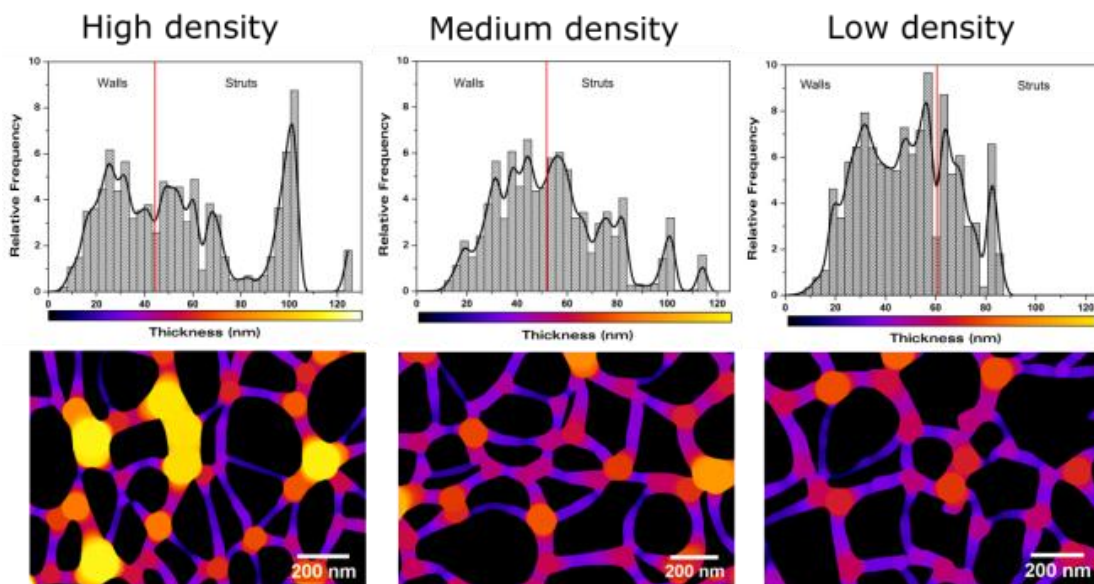 High density
Medium density
Low density
10
8
6
4
2
0
Relative Frequency
Walls
Struts
0 20 40 60 80 100 120
Thickness (nm)
10
8
6
4
2
0
Relative Frequency
Walls
Struts
0 20 40 60 80 100 120
Thickness (nm)
10
8
6
4
2
0
Relative Frequency
Walls
Struts
0 20 40 60 80 100 120
Thickness (nm)
200 nm
200 nm
200 nm